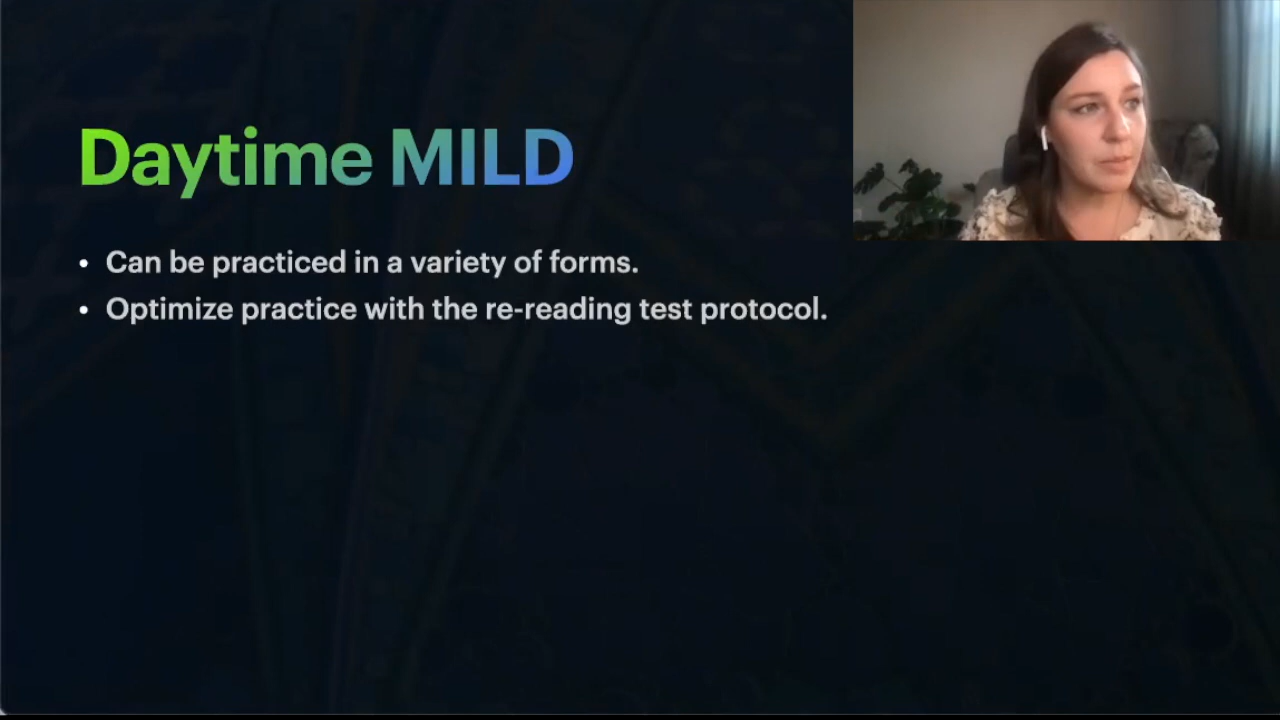 Daytime MILD
• Can be practiced in a variety of forms.
• Optimize practice with the re-reading test protocol.